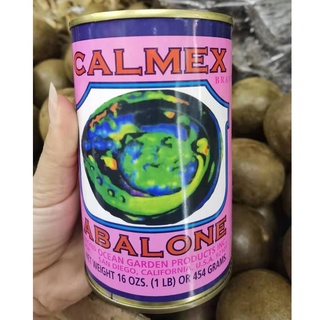 CALMEX
BRAND
ABALONE
OCEAN GARDEN PRODUCTS INC.
SAN DIEGO, CALIFORNIA, U.S.A.
WEIGHT 16 OZS. (1 LB) OR 454 GRAMS